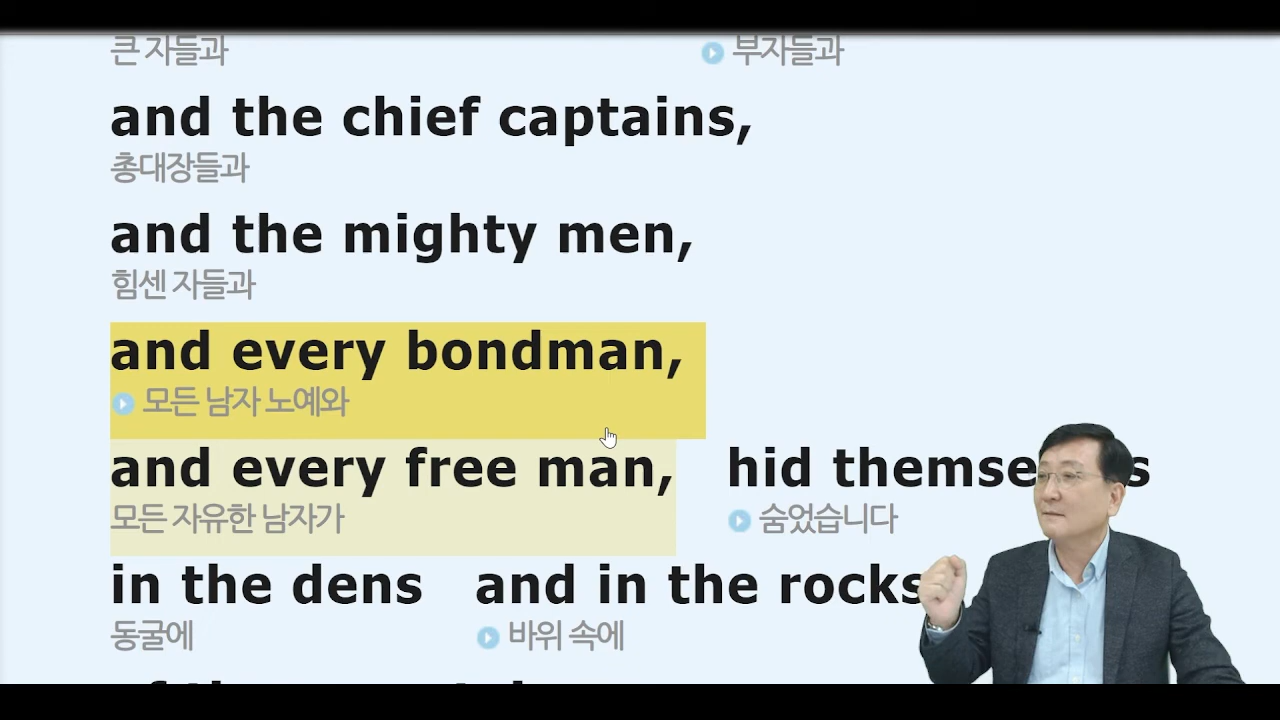 큰 자들과 부자들과
and the chief captains,
총대장들과
and the mighty men,
힘센 자들과
and every bondman,
모든 남자 노예와
and every free man, hid
모든 자유한 남자가 숨었습니다
in the dens and in the rocks
동굴에 바위 속에